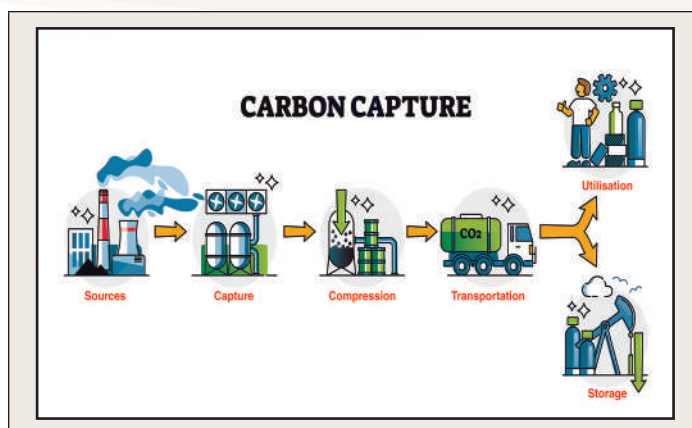 CARBON CAPTURE
Utilisation
CO2
Sources
Capture
Compression
Transportation
Storage